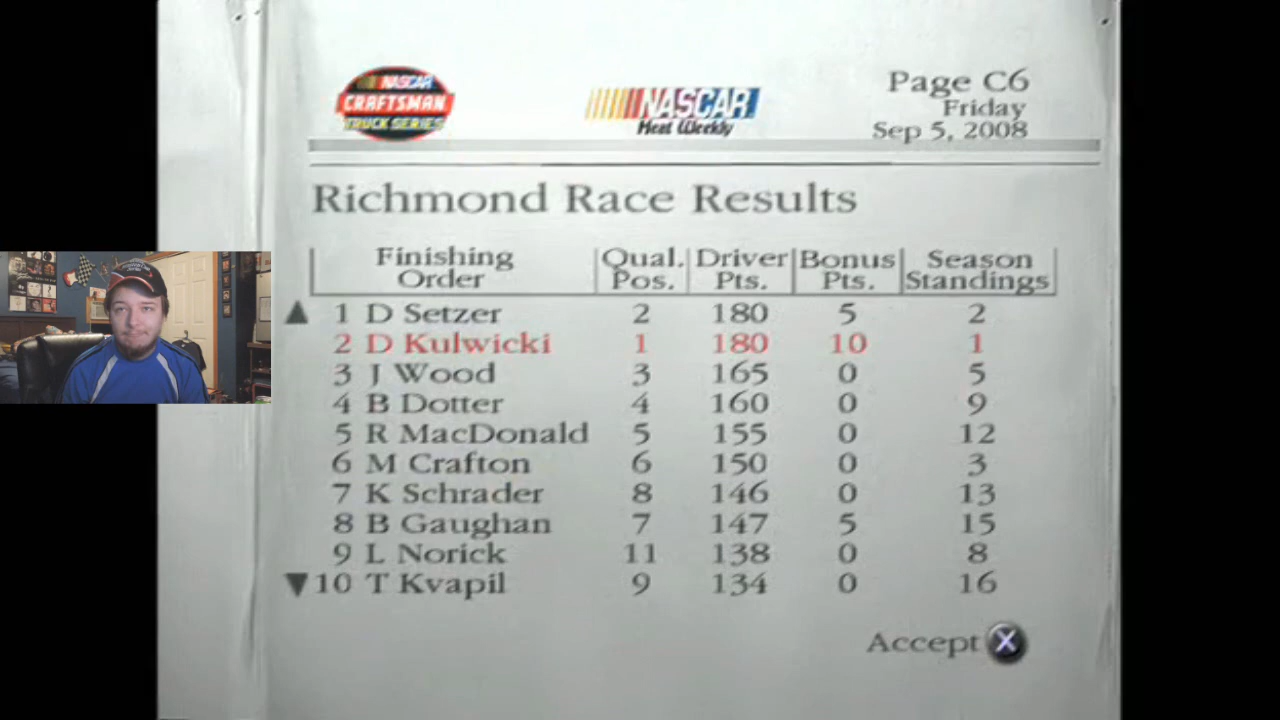 NASCAR
CRAFTSMAN
TRUCK SERIES
NASCAR
Heat Weekly
Page C6
Friday
Sep 5, 2008
Richmond Race Results
Finishing Order Qual. Pos. Driver Pts. Bonus Pts. Season Standings
1 D Setzer 2 180 5 2
2 D Kulwicki 1 180 10 1
3 J Wood 3 165 0 5
4 B Dotter 4 160 0 9
5 R MacDonald 5 155 0 12
6 M Crafton 6 150 0 3
7 K Schrader 8 146 0 13
8 B Gaughan 7 147 5 15
9 L Norick 11 138 0 8
10 T Kvapil 9 134 0 16
Accept X